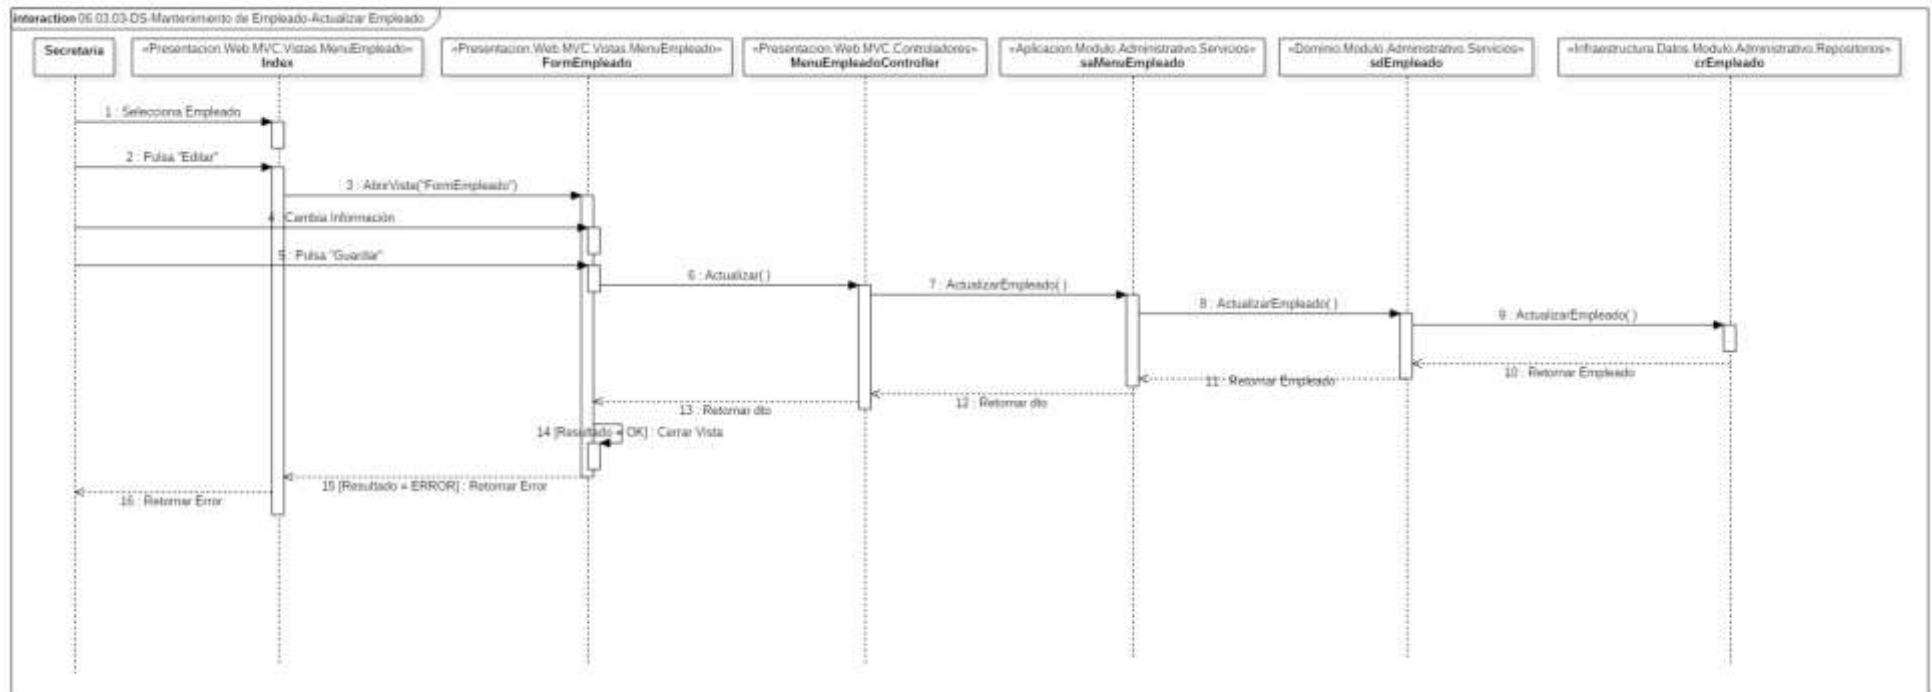 interaction 06.03.03-DS-Mantenimiento de Empleado-Actualizar Empleado
Secretaria
«Presentacion.Web.MVC.Vistas.MenuEmpleado»
Index
«Presentacion.Web.MVC.Vistas.MenuEmpleado»
FormEmpleado
«Presentacion.Web.MVC.Controladores»
MenuEmpleadoController
«Aplicacion.Modulo.Administrativo.Servicios»
saMenuEmpleado
«Dominio.Modulo.Administrativo.Servicios»
sdEmpleado
«Infraestructura.Datos.Modulo.Administrativo.Repositorios»
crEmpleado
1 : Selecciona Empleado
2 : Pulsa "Editar"
3 : AbrirVista("FormEmpleado")
4 : Cambia Información
5 : Pulsa "Guardar"
6 : Actualizar( )
7 : ActualizarEmpleado( )
8 : ActualizarEmpleado( )
9 : ActualizarEmpleado( )
10 : Retornar Empleado
11 : Retornar Empleado
12 : Retornar dto
13 : Retornar dto
14 [Resultado = OK] : Cerrar Vista
15 [Resultado = ERROR] : Retornar Error
16 : Retornar Error